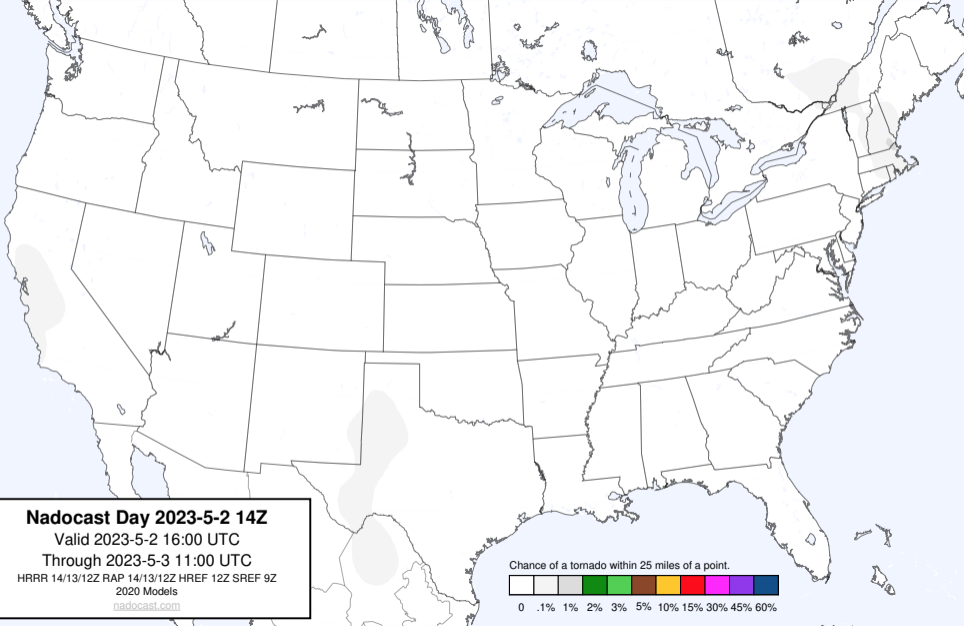 Nadocast Day 2023-5-2 14Z
Valid 2023-5-2 16:00 UTC
Through 2023-5-3 11:00 UTC
HRRR 14/13/12Z RAP 14/13/12Z HREF 12Z SREF 9Z
2020 Models
nadocast.com
Chance of a tornado within 25 miles of a point.
0 .1% 1% 2% 3% 5% 10% 15% 30% 45% 60%